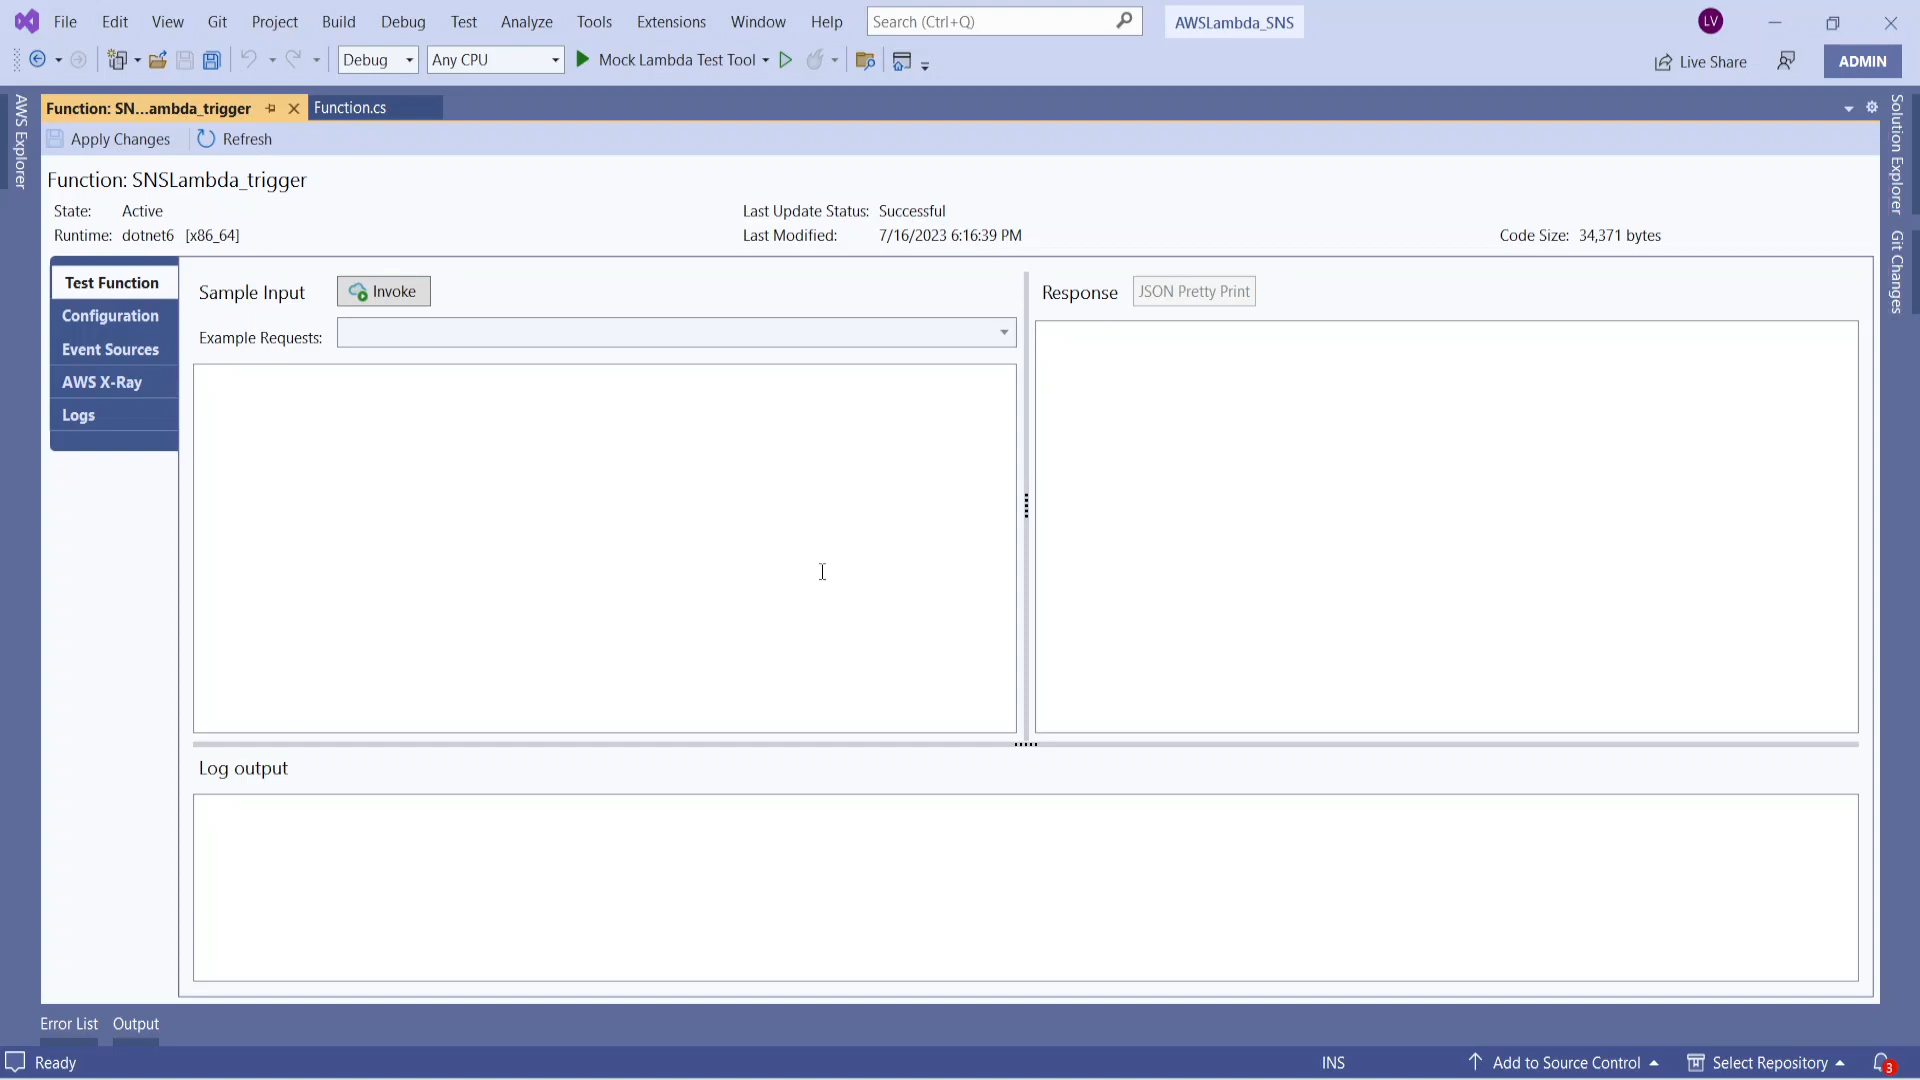 File Edit View Git Project Build Debug Test Analyze Tools Extensions Window Help Search (Ctrl+Q) AWSLambda_SNS LV
Debug Any CPU Mock Lambda Test Tool Live Share ADMIN
AWS Explorer
Function: SN...ambda_trigger Function.cs
Solution Explorer
Git Changes
Apply Changes Refresh
Function: SNSLambda_trigger
State: Active Last Update Status: Successful
Runtime: dotnet6 [x86_64] Last Modified: 7/16/2023 6:16:39 PM Code Size: 34,371 bytes
Test Function
Configuration
Event Sources
AWS X-Ray
Logs
Sample Input Invoke Response JSON Pretty Print
Example Requests:
Log output
Error List Output
Ready INS Add to Source Control Select Repository 3